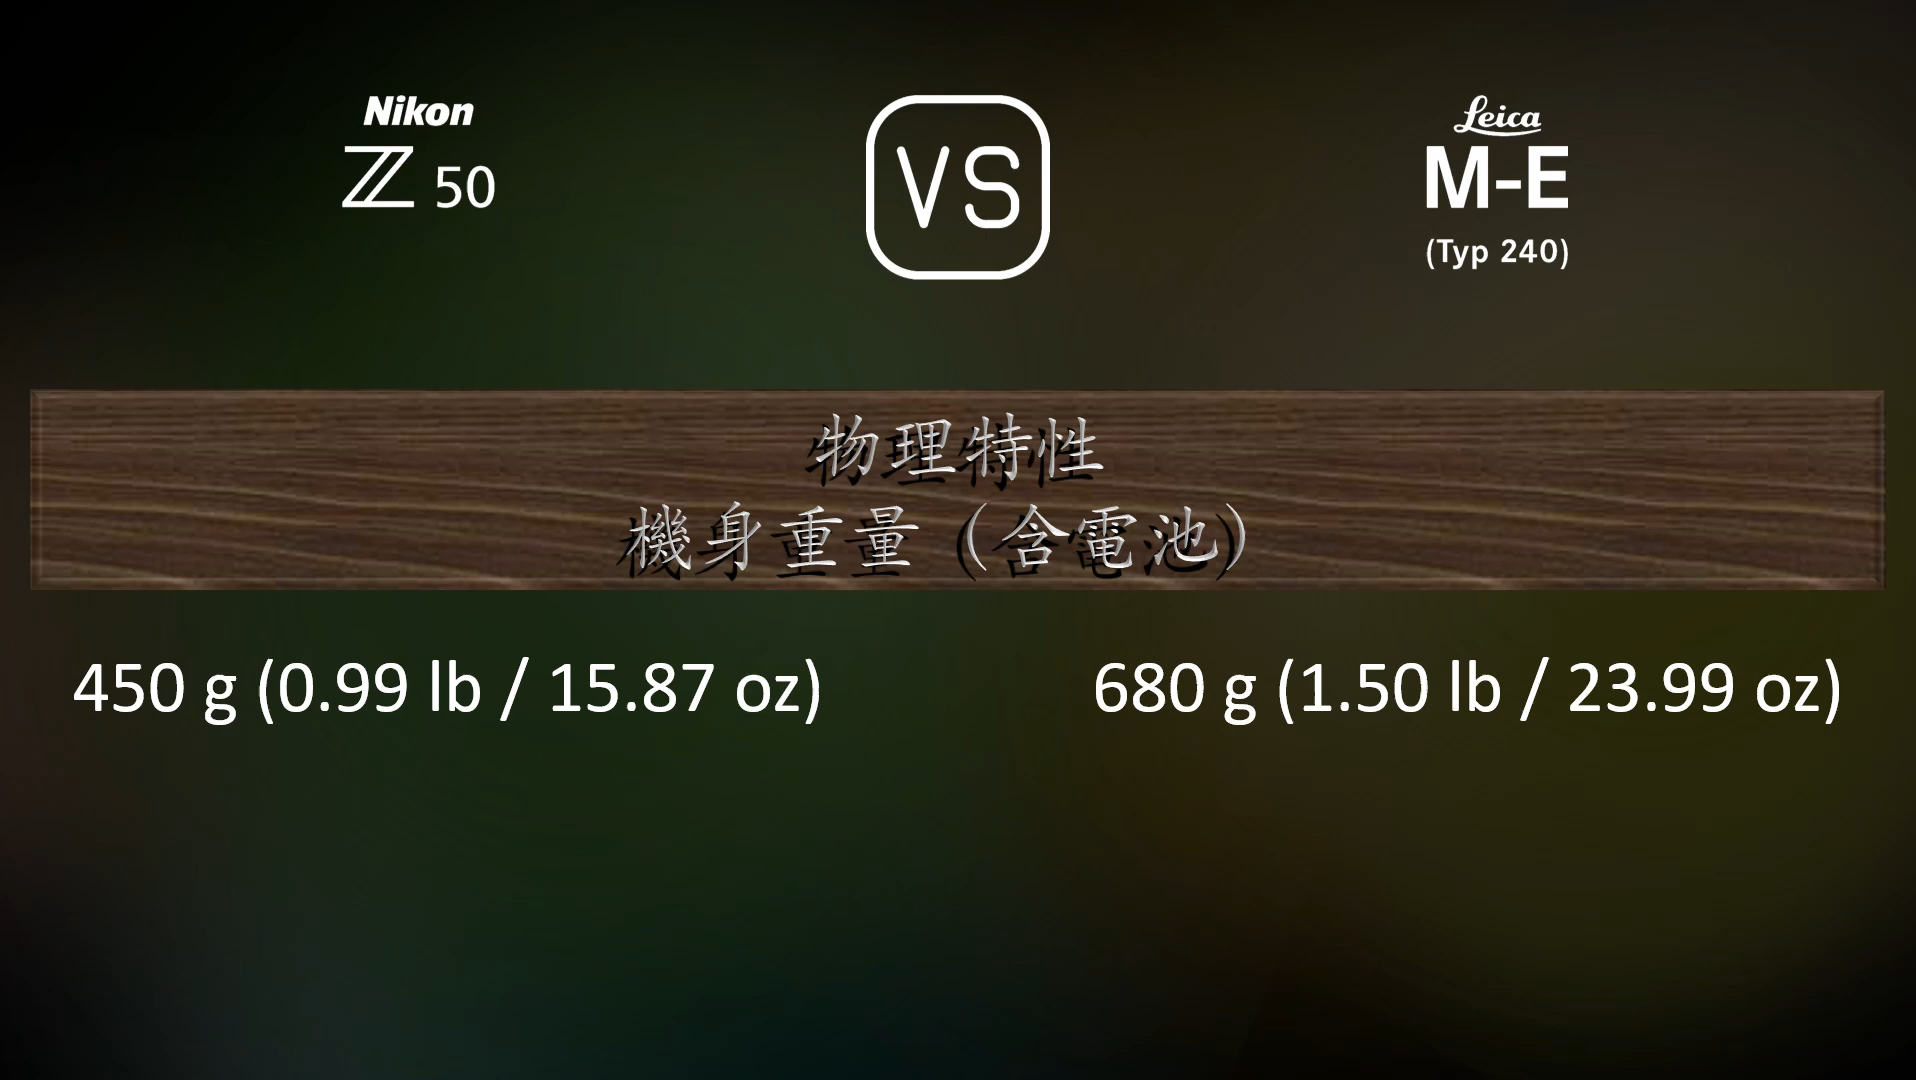 Nikon
Z 50
VS
Leica
M-E
(Typ 240)
物理特性
機身重量（含電池）
450 g (0.99 lb / 15.87 oz)
680 g (1.50 lb / 23.99 oz)